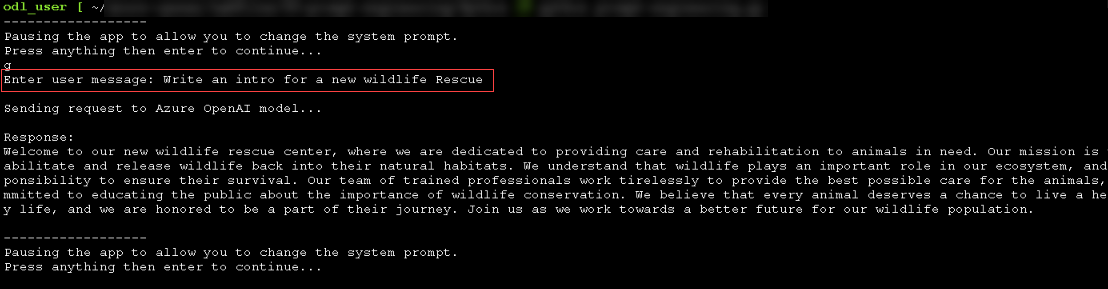 odl_user [ ~/
------------------
Pausing the app to allow you to change the system prompt.
Press anything then enter to continue...
g
Enter user message: Write an intro for a new wildlife Rescue
Sending request to Azure OpenAI model...
Response:
Welcome to our new wildlife rescue center, where we are dedicated to providing care and rehabilitation to animals in need. Our mission is
abilitate and release wildlife back into their natural habitats. We understand that wildlife plays an important role in our ecosystem, and
ponsibility to ensure their survival. Our team of trained professionals work tirelessly to provide the best possible care for the animals,
mmitted to educating the public about the importance of wildlife conservation. We believe that every animal deserves a chance to live a he
y life, and we are honored to be a part of their journey. Join us as we work towards a better future for our wildlife population.
------------------
Pausing the app to allow you to change the system prompt.
Press anything then enter to continue...